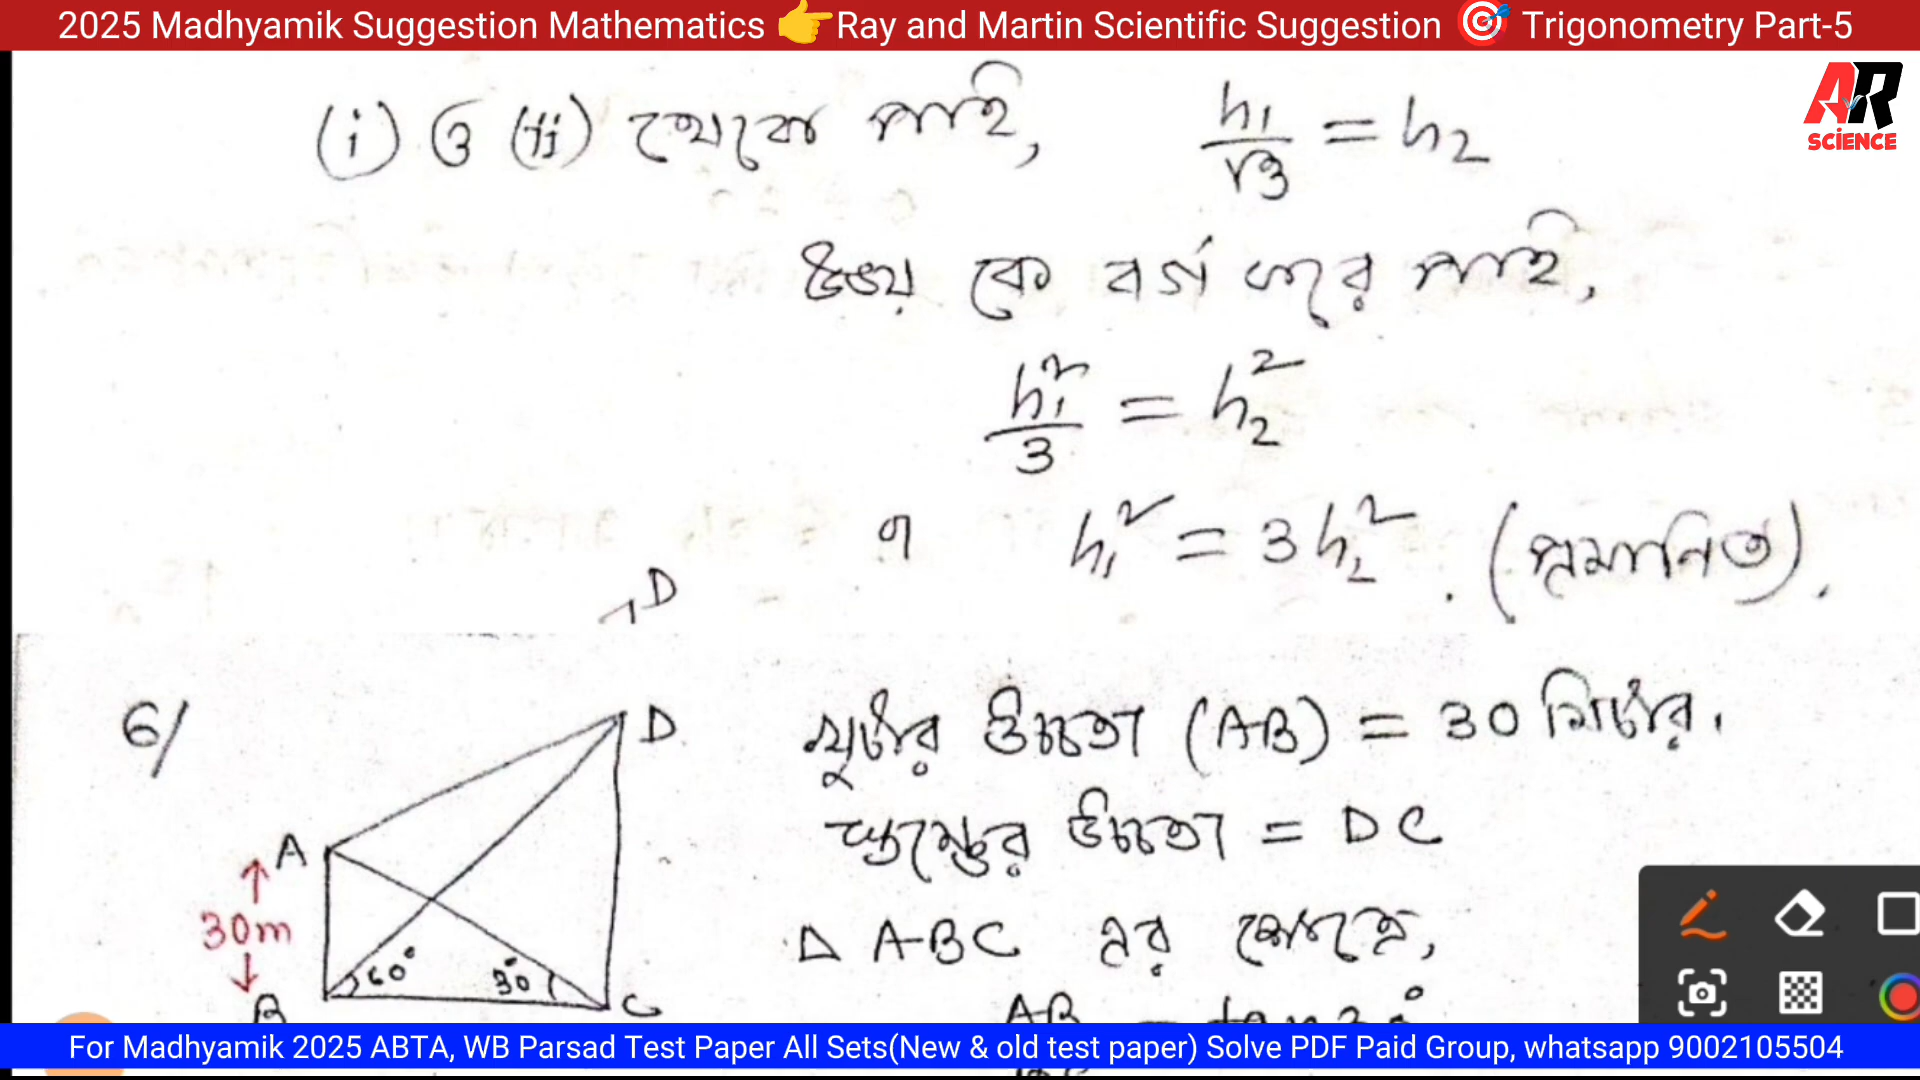 2025 Madhyamik Suggestion Mathematics 👉Ray and Martin Scientific Suggestion 🎯 Trigonometry Part-5
AR
SCIENCE
(i) ও (ii) থেকে পাই, h₁/√3 = h₂
উভয় কে বর্গ করে পাই,
h₁²/3 = h₂²
বা h₁² = 3h₂². (প্রমানিত).
D
6/
D
খুটার উচ্চতা (AB) = 30 মিটার.
স্তম্ভের উচ্চতা = DC
A
30m
△ ABC এর ক্ষেত্রে,
60° 30°
B C
AB = tan30°
For Madhyamik 2025 ABTA, WB Parsad Test Paper All Sets(New & old test paper) Solve PDF Paid Group, whatsapp 9002105504